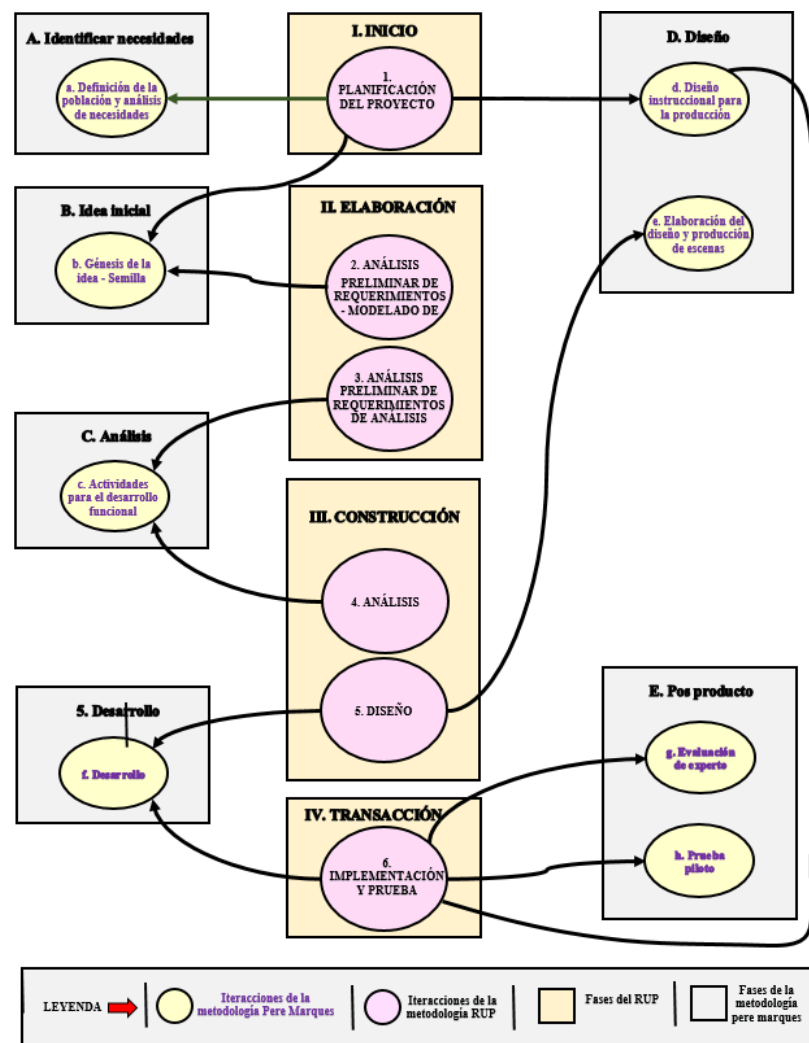 A. Identificar necesidades
a. Definición de la
población y análisis
de necesidades
I. INICIO
1.
PLANIFICACIÓN
DEL PROYECTO
D. Diseño
d. Diseño
instruccional para
la producción
e. Elaboración del
diseño y producción
de escenas
B. Idea inicial
b. Génesis de la
idea - Semilla
II. ELABORACIÓN
2. ANÁLISIS
PRELIMINAR DE
REQUERIMIENTOS
- MODELADO DE
3. ANÁLISIS
PRELIMINAR DE
REQUERIMIENTOS
DE ANÁLISIS
C. Análisis
c. Actividades
para el desarrollo
funcional
III. CONSTRUCCIÓN
4. ANÁLISIS
5. DISEÑO
5. Desarrollo
f. Desarrollo
IV. TRANSACCIÓN
6.
IMPLEMENTACIÓN
Y PRUEBA
E. Pos producto
g. Evaluación
de experto
h. Prueba
piloto
LEYENDA
Iteracciones de la
metodología Pere Marques
Iteracciones de la
metodología RUP
Fases del RUP
Fases de la
metodología
pere marques